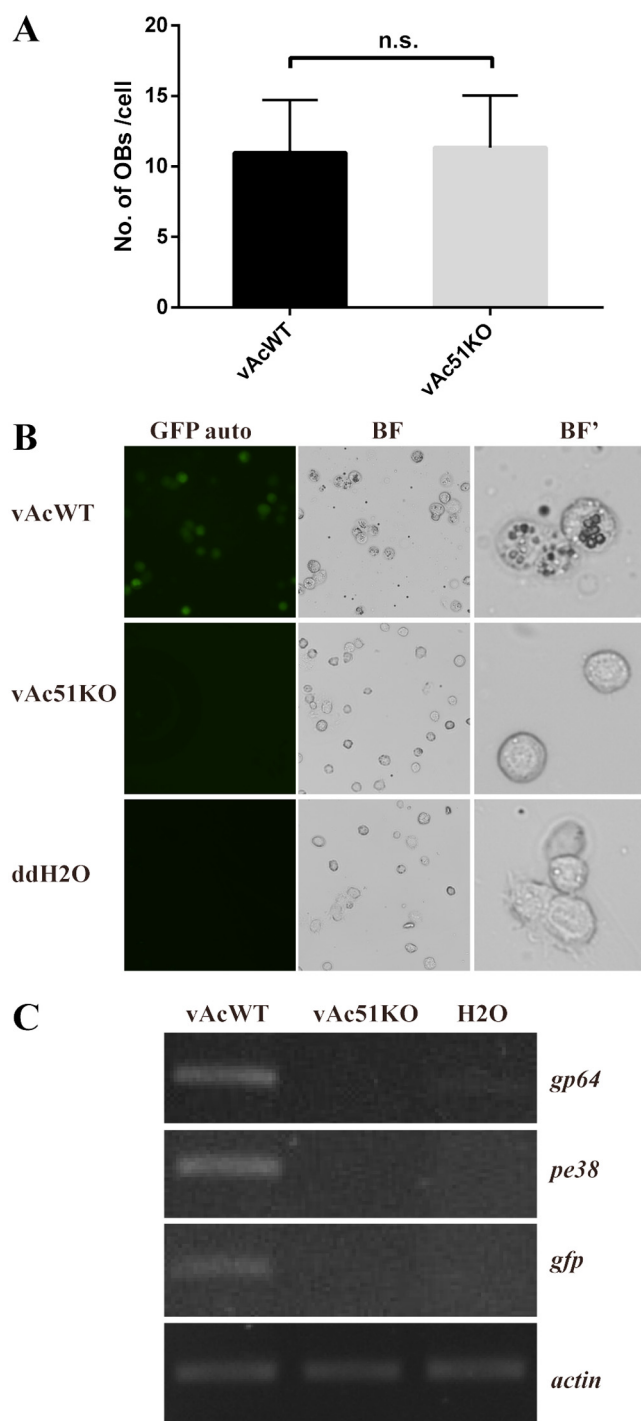 A
20
n.s.
15
10
5
0
No. of OBs /cell
vAcWT
vAc51KO
B
GFP auto BF BF'
vAcWT
vAc51KO
ddH2O
C
vAcWT vAc51KO H2O
gp64
pe38
gfp
actin